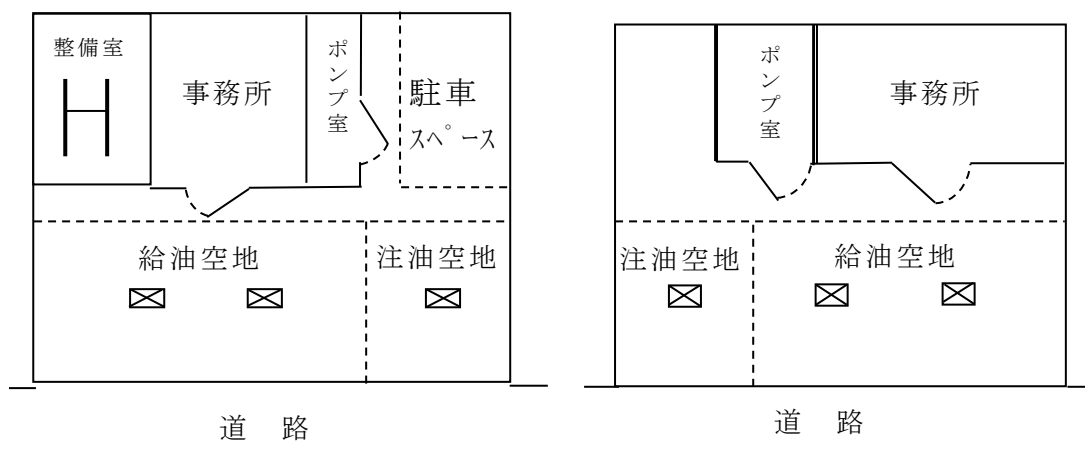 整備室
事務所
ポンプ室
駐車
スペース
給油空地
注油空地
道 路
ポンプ室
事務所
注油空地
給油空地
道 路